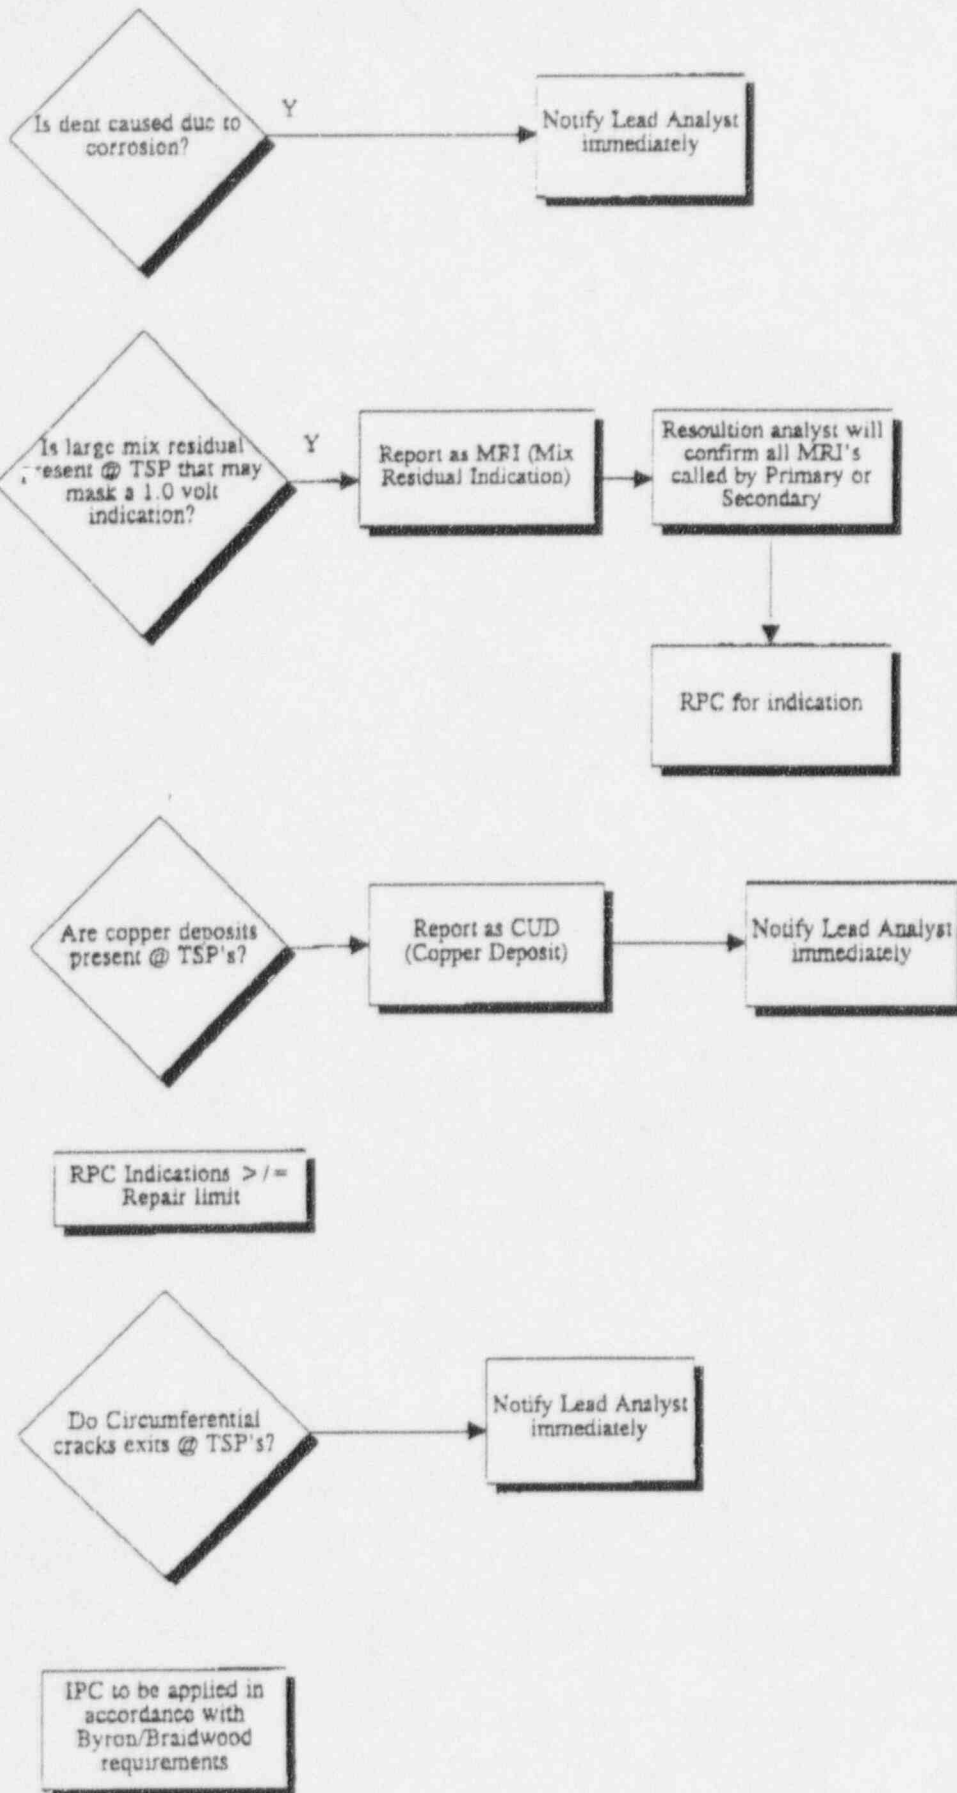 Is dent caused due to
corrosion?
Y
Notify Lead Analyst
immediately
Is large mix residual
present @ TSP that may
mask a 1.0 volt
indication?
Y
Report as MRI (Mix
Residual Indication)
Resoultion analyst will
confirm all MRI's
called by Primary or
Secondary
RPC for indication
Are copper deposits
present @ TSP's?
Report as CUD
(Copper Deposit)
Notify Lead Analyst
immediately
RPC Indications >/=
Repair limit
Do Circumferential
cracks exits @ TSP's?
Notify Lead Analyst
immediately
IPC to be applied in
accordance with
Byron/Braidwood
requirements